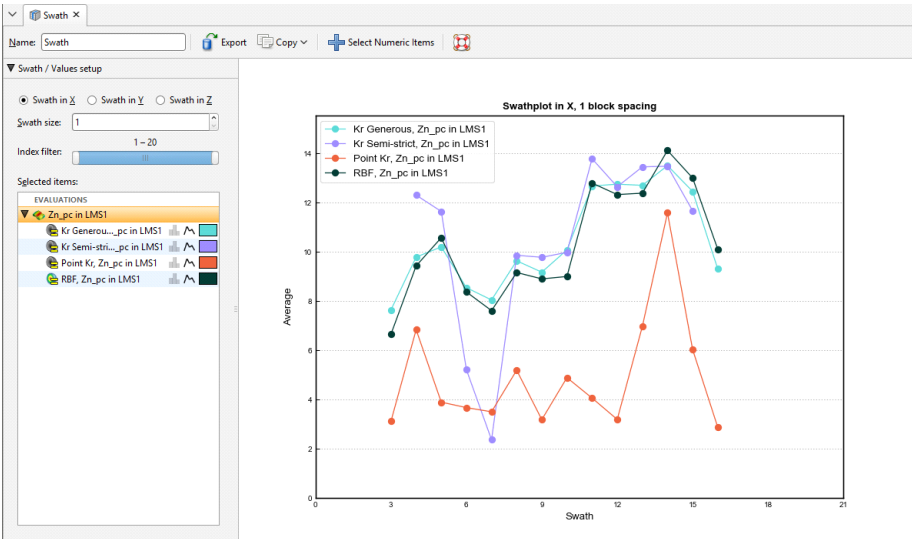 Swath ×
Name: Swath Export Copy Select Numeric Items
Swath / Values setup
Swath in X Swath in Y Swath in Z
Swath size: 1
1 – 20
Index filter:
Selected items:
EVALUATIONS
Zn_pc in LMS1
Kr Generou..._pc in LMS1
Kr Semi-stri..._pc in LMS1
Point Kr, Zn_pc in LMS1
RBF, Zn_pc in LMS1
Swathplot in X, 1 block spacing
Kr Generous, Zn_pc in LMS1
Kr Semi-strict, Zn_pc in LMS1
Point Kr, Zn_pc in LMS1
RBF, Zn_pc in LMS1
14
12
10
8
6
4
2
0
Average
0 3 6 9 12 15 18 21
Swath